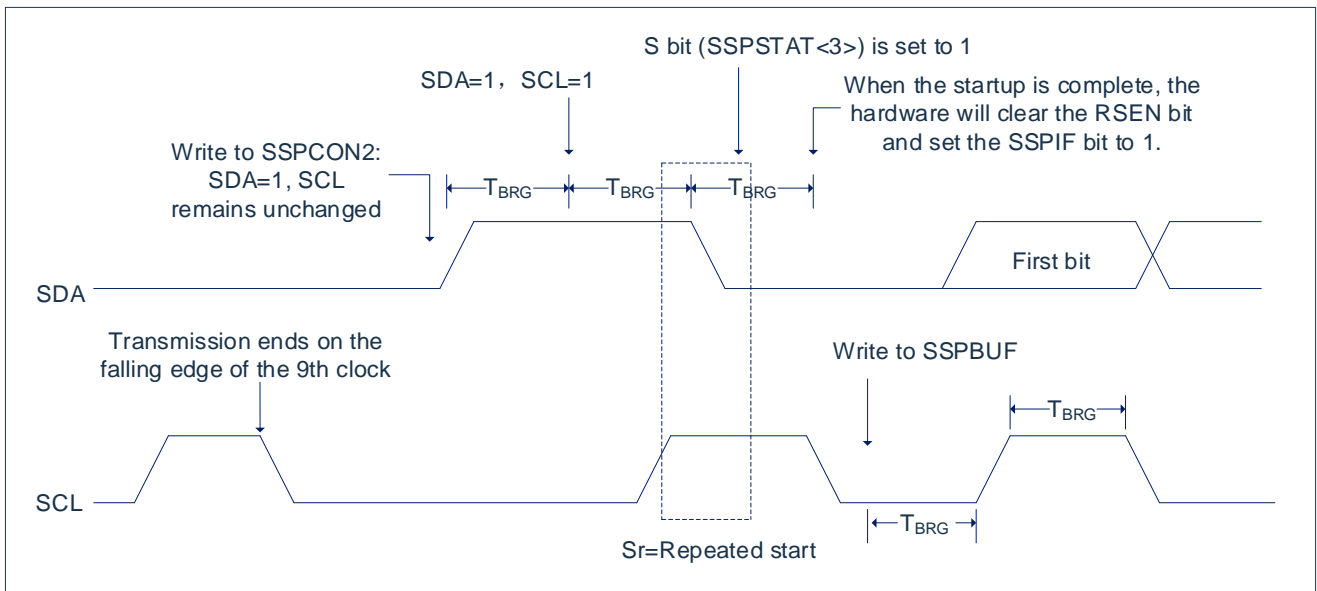 S bit (SSPSTAT<3>) is set to 1
SDA=1，SCL=1
When the startup is complete, the
hardware will clear the RSEN bit
and set the SSPIF bit to 1.
Write to SSPCON2:
SDA=1, SCL
remains unchanged
TBRG
TBRG
TBRG
First bit
SDA
Transmission ends on the
falling edge of the 9th clock
Write to SSPBUF
TBRG
SCL
TBRG
Sr=Repeated start